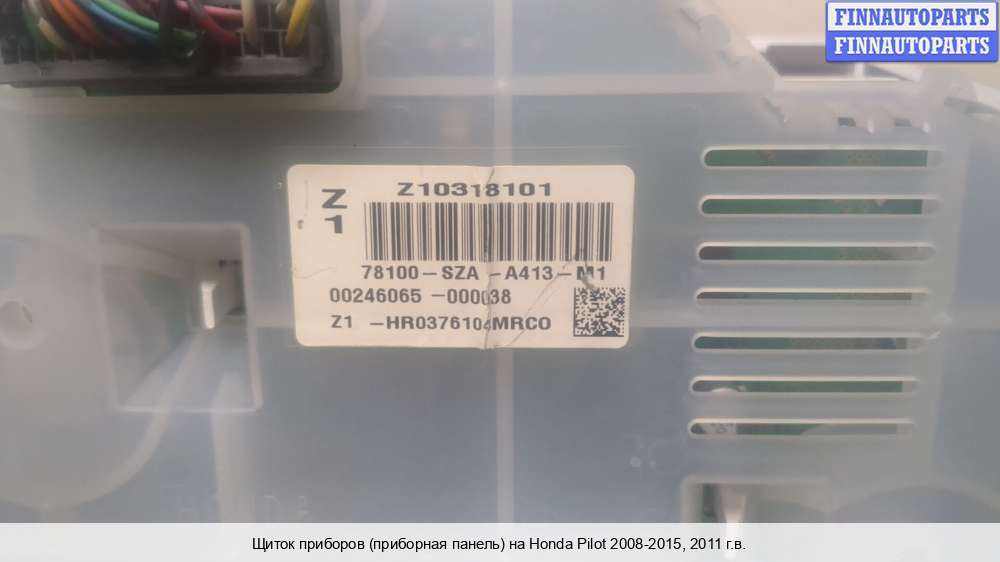 FINNAUTOPARTS
FINNAUTOPARTS
Z10318101
Z
1
78100-SZA -A413-M1
00246065 -000038
Z1 -HR0376104MRCO
Щиток приборов (приборная панель) на Honda Pilot 2008-2015, 2011 г.в.